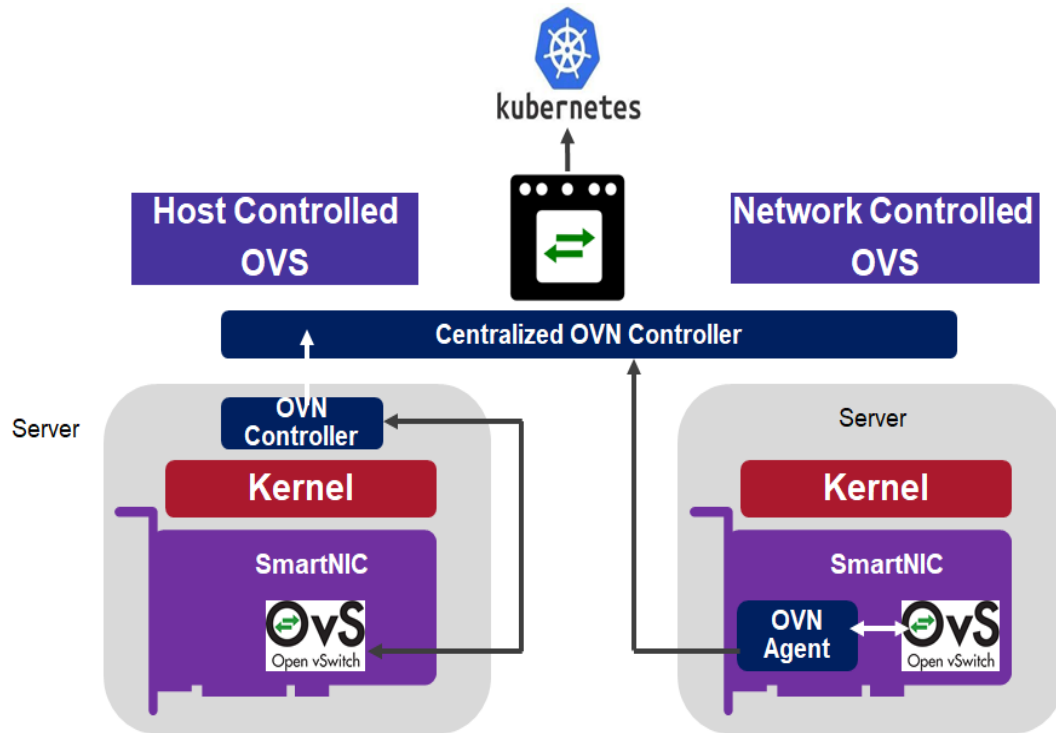 kubernetes
Host Controlled
OVS
Network Controlled
OVS
Centralized OVN Controller
Server
OVN
Controller
Kernel
SmartNIC
OvS
Open vSwitch
Server
Kernel
SmartNIC
OVN
Agent
OvS
Open vSwitch